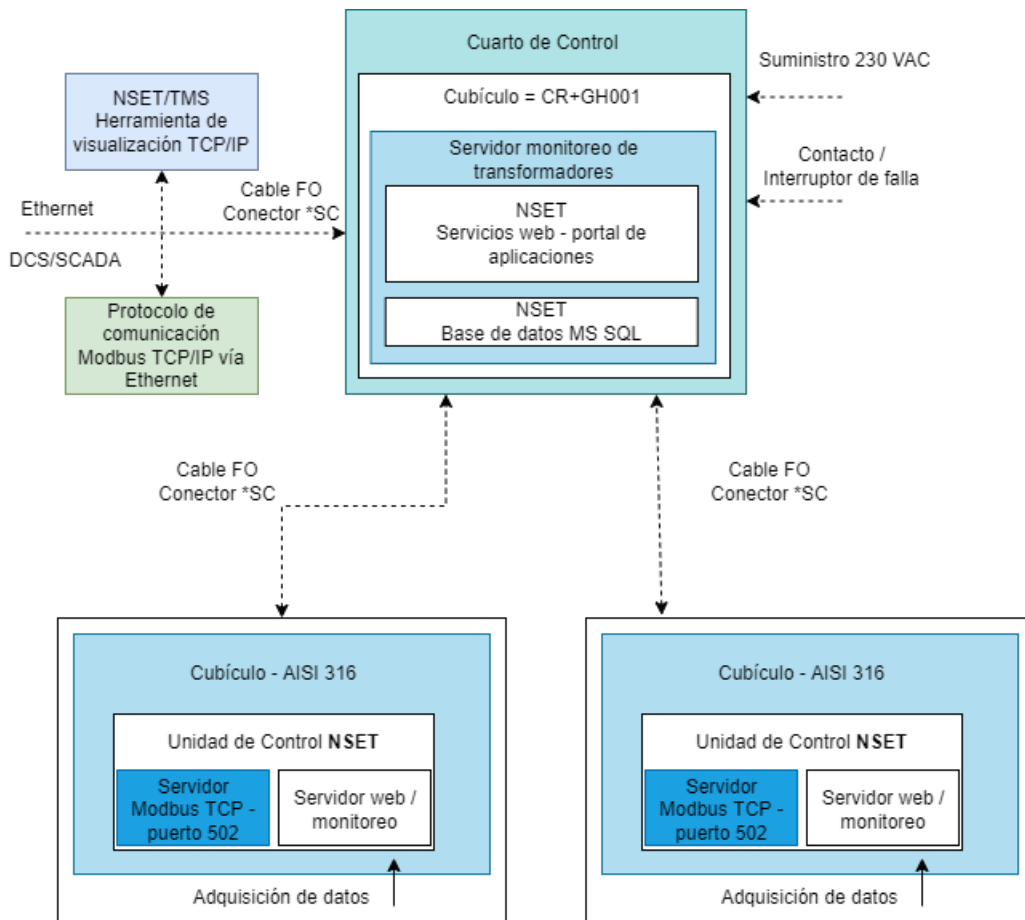 Cuarto de Control
Suministro 230 VAC
Cubículo = CR+GH001
NSET/TMS
Herramienta de
visualización TCP/IP
Servidor monitoreo de
transformadores
Contacto /
Interruptor de falla
Ethernet
Cable FO
Conector *SC
NSET
Servicios web - portal de
aplicaciones
DCS/SCADA
Protocolo de
comunicación
Modbus TCP/IP vía
Ethernet
NSET
Base de datos MS SQL
Cable FO
Conector *SC
Cable FO
Conector *SC
Cubículo - AISI 316
Unidad de Control NSET
Servidor
Modbus TCP -
puerto 502
Servidor web /
monitoreo
Adquisición de datos
Cubículo - AISI 316
Unidad de Control NSET
Servidor
Modbus TCP -
puerto 502
Servidor web /
monitoreo
Adquisición de datos